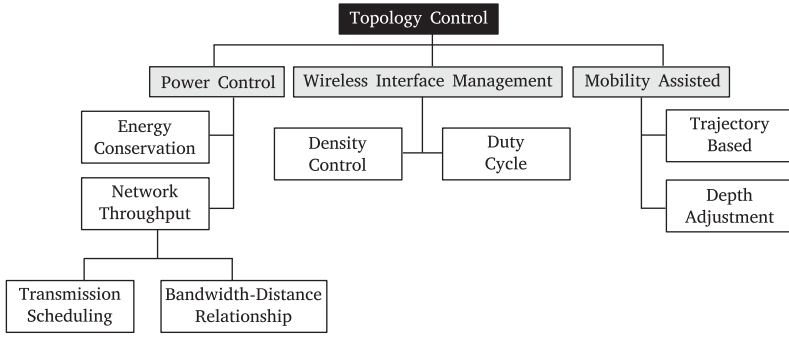 Topology Control
Power Control
Wireless Interface Management
Mobility Assisted
Energy
Conservation
Density
Control
Duty
Cycle
Trajectory
Based
Network
Throughput
Depth
Adjustment
Transmission
Scheduling
Bandwidth-Distance
Relationship